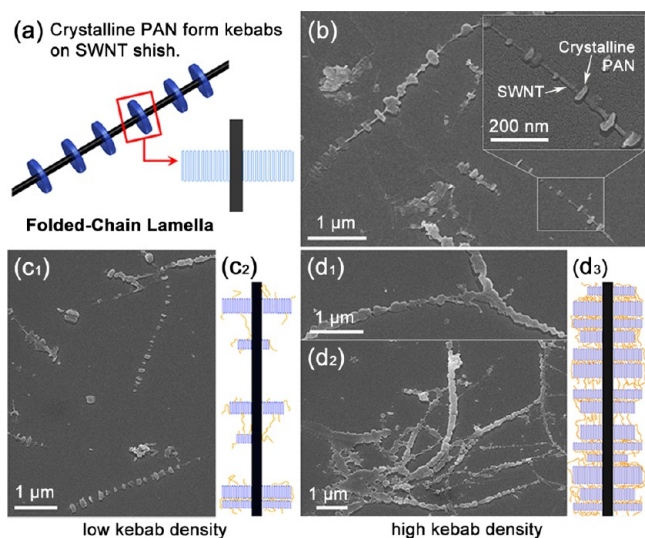 (a) Crystalline PAN form kebabs
on SWNT shish.
Folded-Chain Lamella
(b)
Crystalline
PAN
SWNT
200 nm
1 µm
(c1)
1 µm
(c2)
low kebab density
(d1)
1 µm
(d2)
1 µm
(d3)
high kebab density